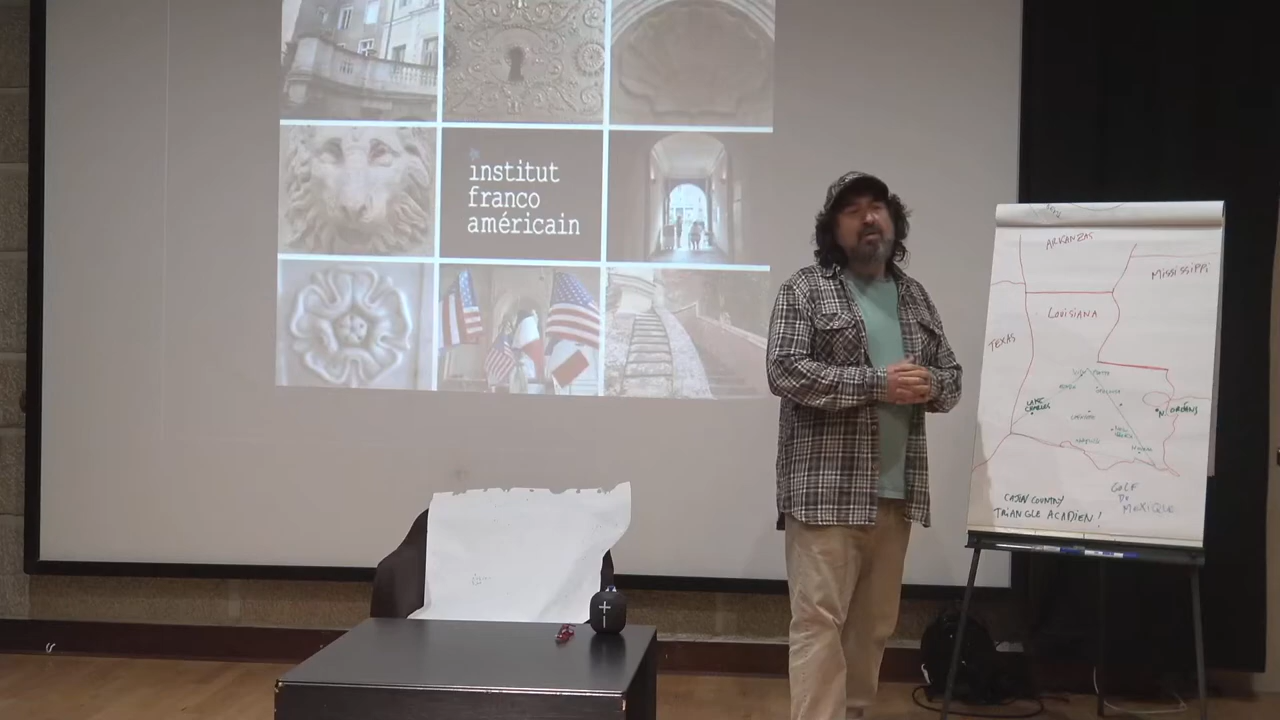 institut
franco
américain
ARKANZAS
MISSISSIPPI
LOUISIANA
TEXAS
LAKE
CHARLES
N. ORLÉANS
GOLF
DE
MEXIQUE
CAJUN COUNTRY
TRIANGLE ACADIEN !